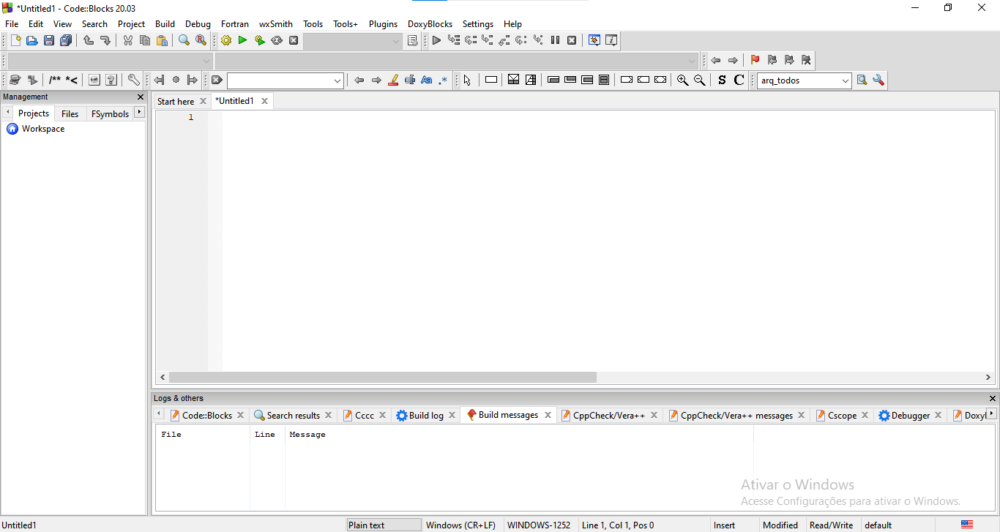 *Untitled1 - Code::Blocks 20.03
File Edit View Search Project Build Debug Fortran wxSmith Tools Tools+ Plugins DoxyBlocks Settings Help
/** *< Aa .* S C arq_todos
Management
Start here *Untitled1
Projects Files FSymbols
1
Workspace
Logs & others
Code::Blocks Search results Cccc Build log Build messages CppCheck/Vera++ CppCheck/Vera++ messages Cscope Debugger Doxyl
File Line Message
Ativar o Windows
Acesse Configurações para ativar o Windows.
Untitled1 Plain text Windows (CR+LF) WINDOWS-1252 Line 1, Col 1, Pos 0 Insert Modified Read/Write default